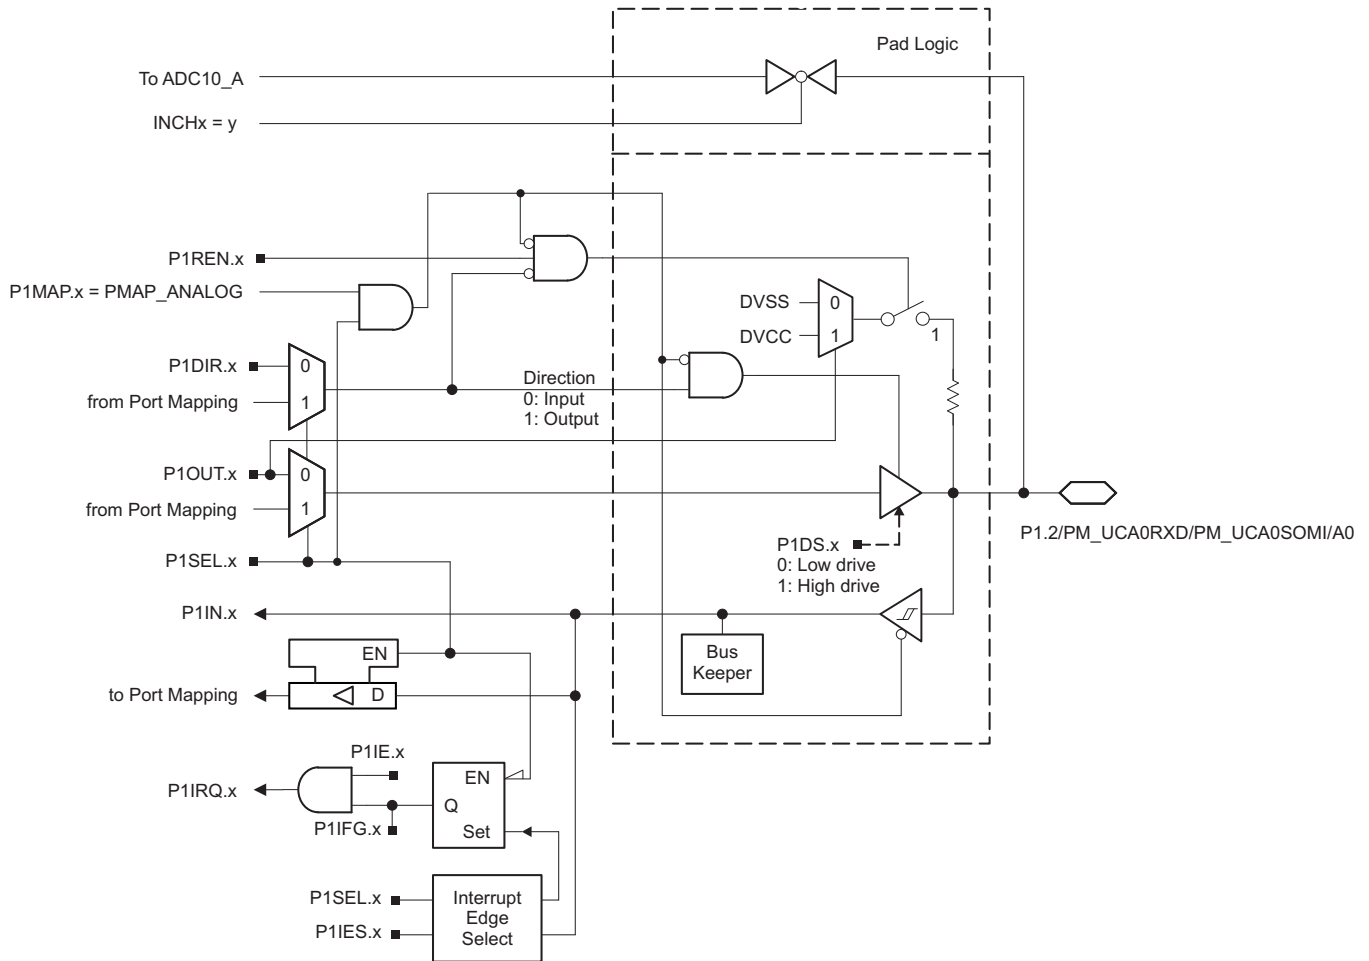 Pad Logic
To ADC10_A
INCHx = y
P1REN.x
P1MAP.x = PMAP_ANALOG
DVSS
0
DVCC
1
1
P1DIR.x
0
from Port Mapping
1
Direction
0: Input
1: Output
P1OUT.x
0
from Port Mapping
1
P1SEL.x
P1DS.x
0: Low drive
1: High drive
P1.2/PM_UCA0RXD/PM_UCA0SOMI/A0
P1IN.x
Bus
Keeper
EN
to Port Mapping
D
P1IE.x
P1IRQ.x
EN
Q
P1IFG.x
Set
P1SEL.x
P1IES.x
Interrupt
Edge
Select